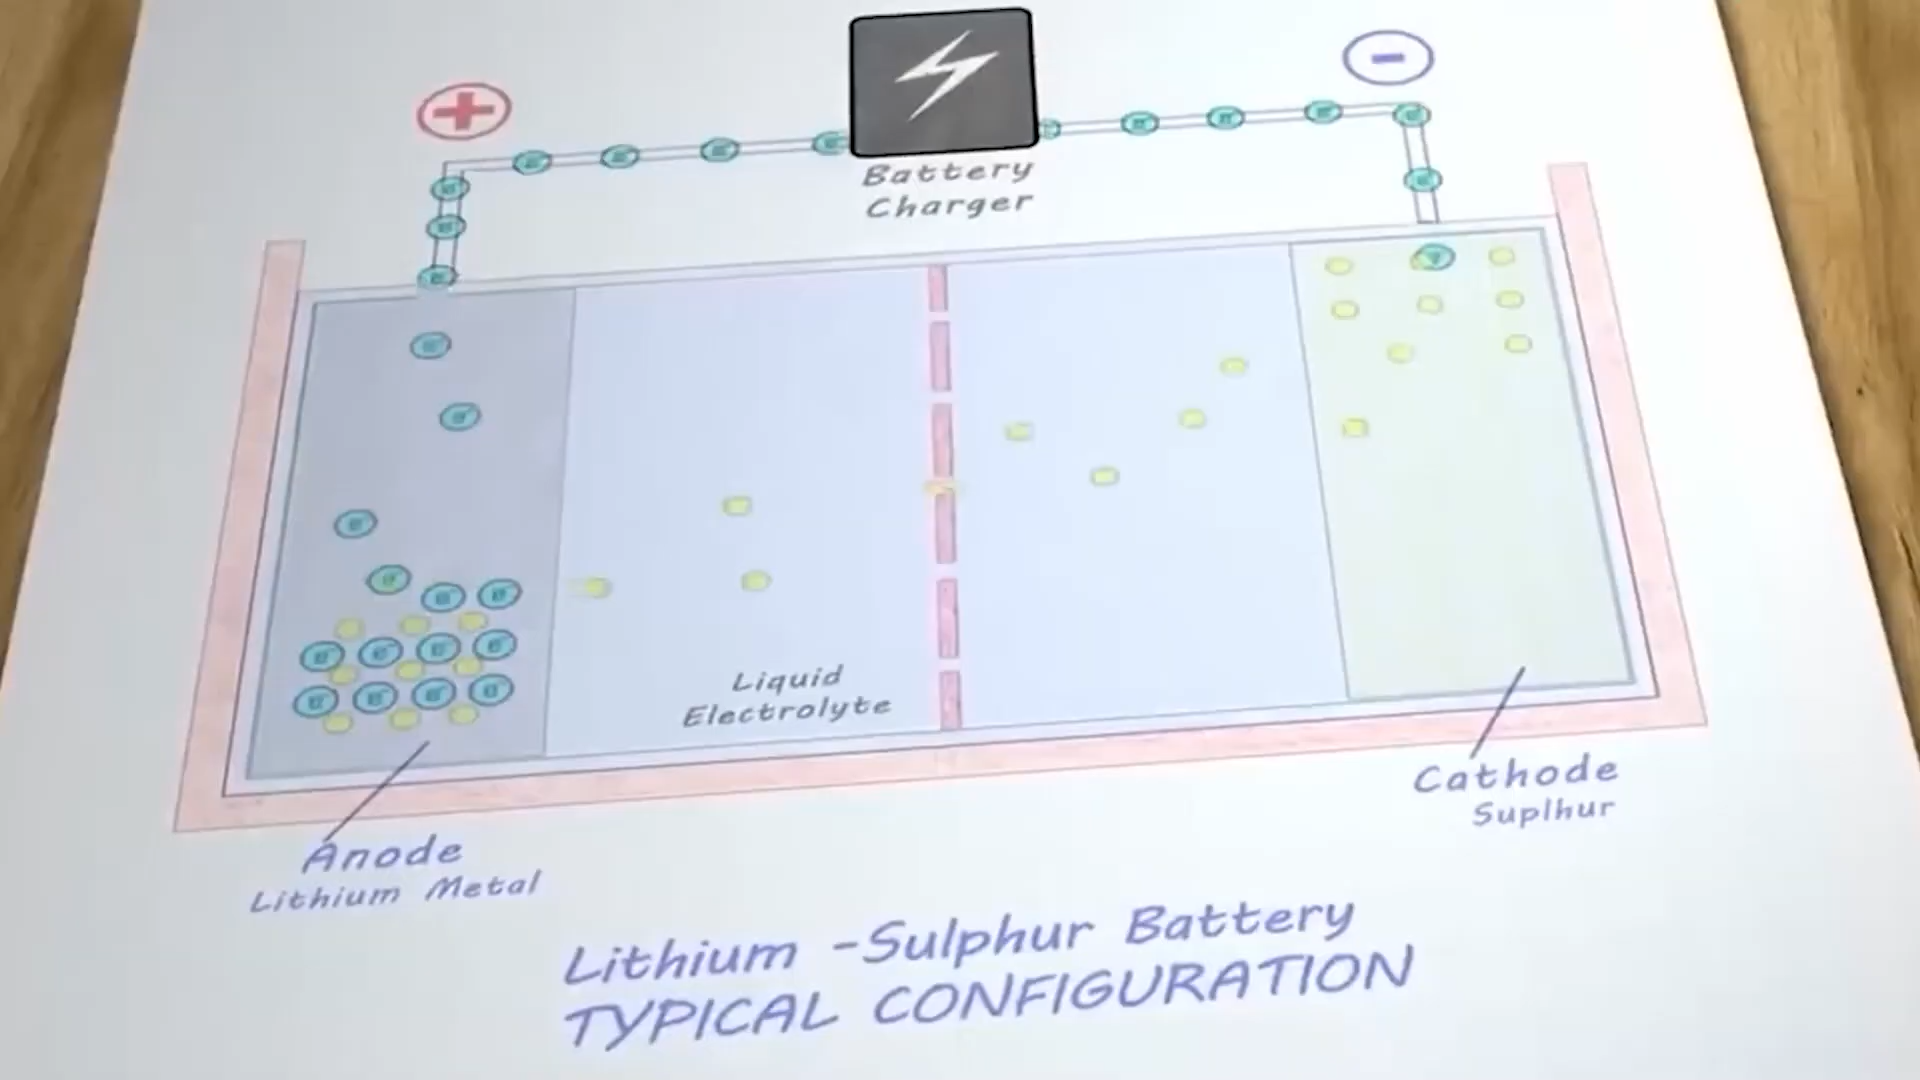 Battery
Charger
Liquid
Electrolyte
Cathode
Suplhur
Anode
Lithium Metal
Lithium -Sulphur Battery
TYPICAL CONFIGURATION